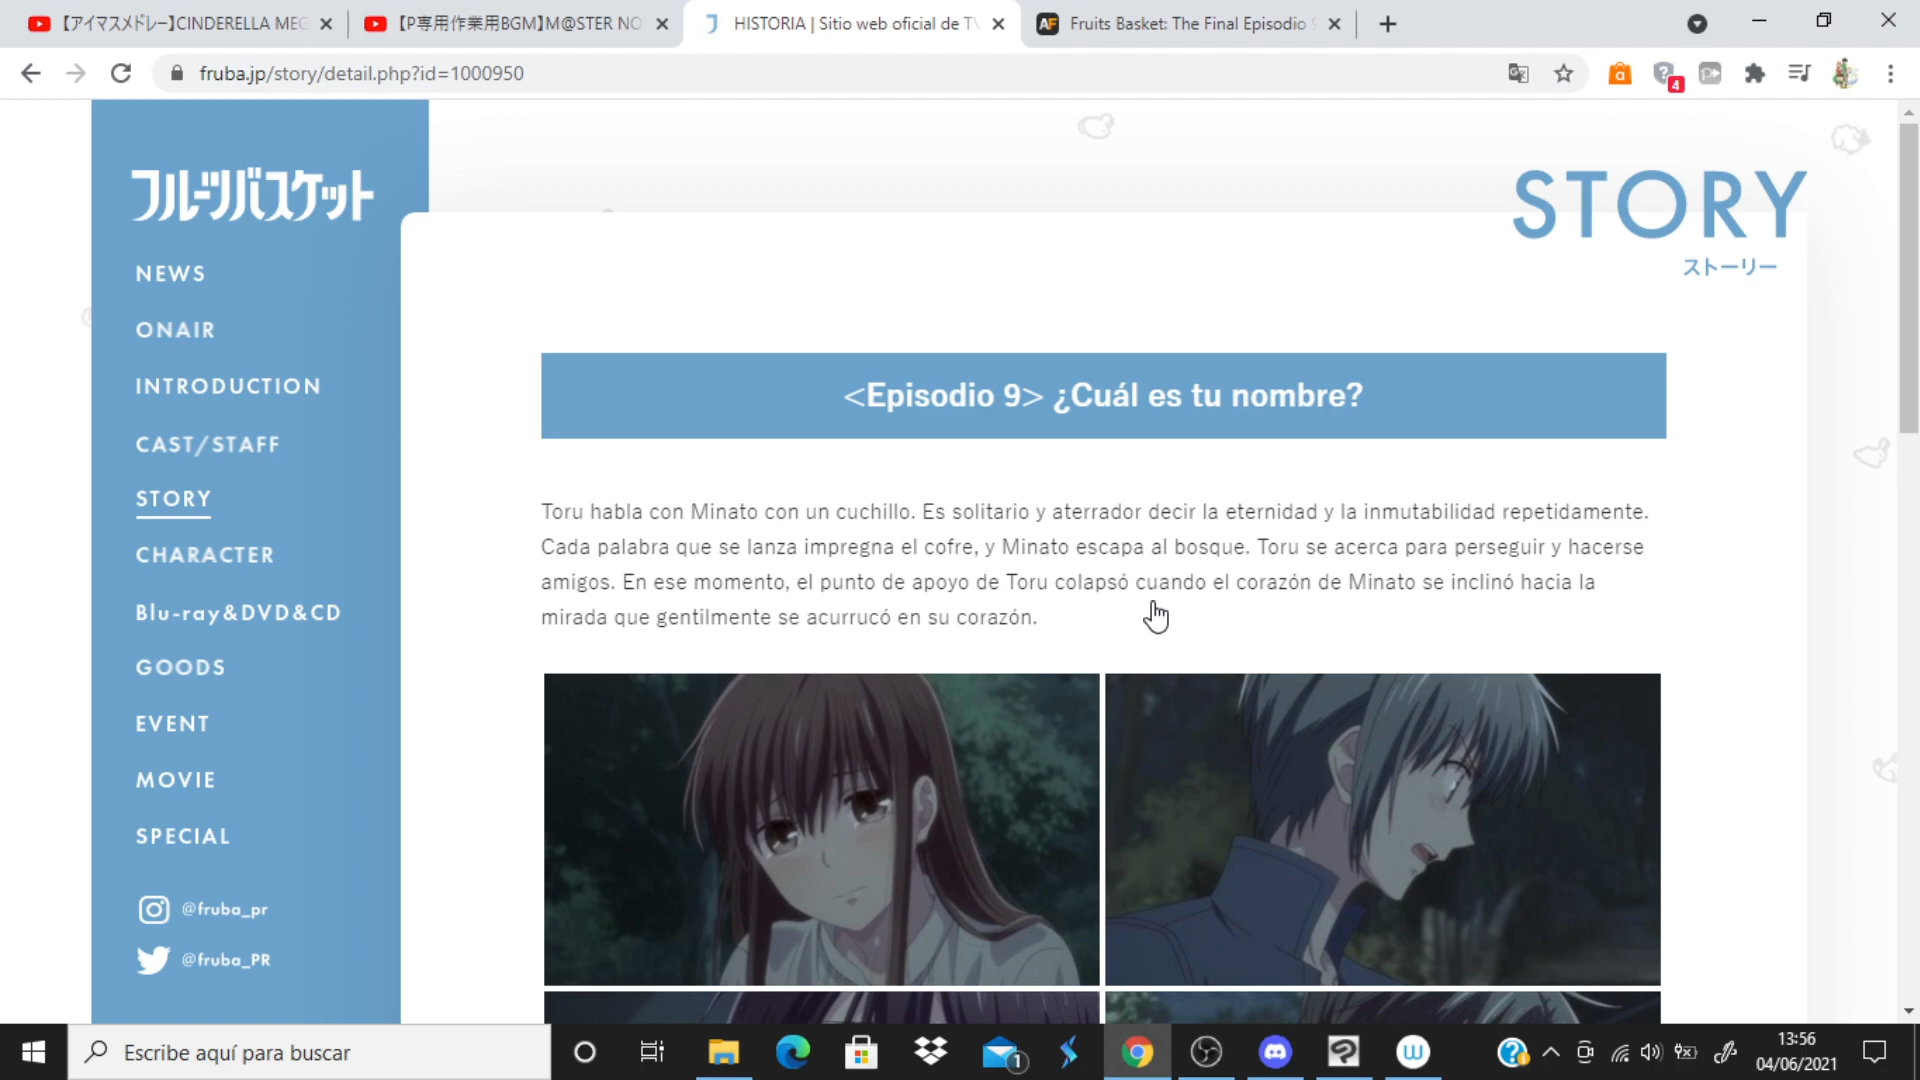 【アイマスメドレー】CINDERELLA MEG
【P専用作業用BGM】M@STER NO
HISTORIA | Sitio web oficial de TV
Fruits Basket: The Final Episodio 9
fruba.jp/story/detail.php?id=1000950
4
フルーツバスケット
NEWS
ONAIR
INTRODUCTION
CAST/STAFF
STORY
CHARACTER
Blu-ray&DVD&CD
GOODS
EVENT
MOVIE
SPECIAL
@fruba_pr
@fruba_PR
STORY
ストーリー
<Episodio 9> ¿Cuál es tu nombre?
Toru habla con Minato con un cuchillo. Es solitario y aterrador decir la eternidad y la inmutabilidad repetidamente.
Cada palabra que se lanza impregna el cofre, y Minato escapa al bosque. Toru se acerca para perseguir y hacerse
amigos. En ese momento, el punto de apoyo de Toru colapsó cuando el corazón de Minato se inclinó hacia la
mirada que gentilmente se acurrucó en su corazón.
Escribe aquí para buscar
1
13:56
04/06/2021